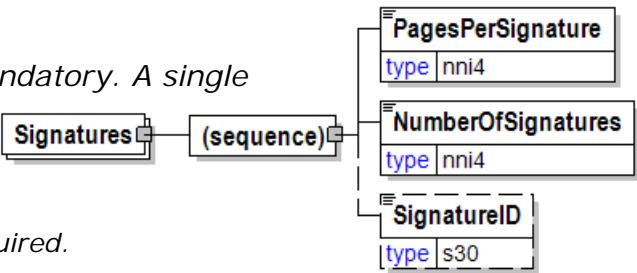 PagesPerSignature
type nni4
ndatory. A single
Signatures (sequence)
NumberOfSignatures
type nni4
SignatureID
type s30
uired.